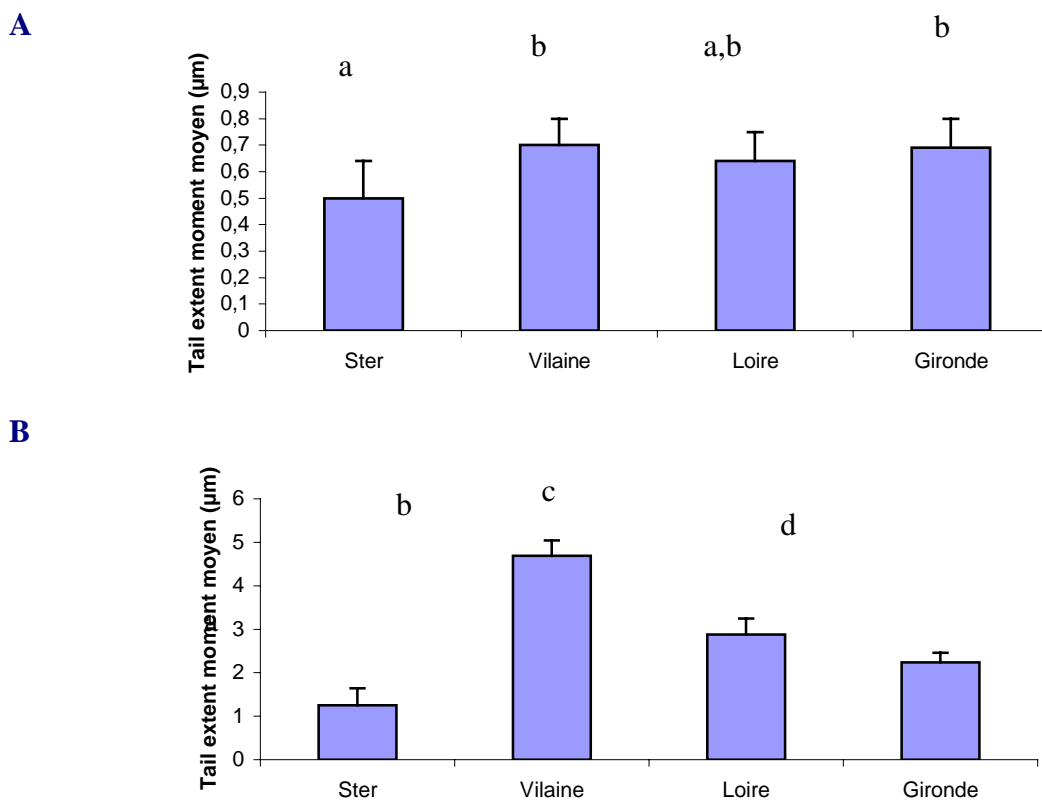 A
a
b
a,b
b
Tail extent moment moyen (µm)
0,9
0,8
0,7
0,6
0,5
0,4
0,3
0,2
0,1
0
Ster Vilaine Loire Gironde
B
b
c
d
Tail extent moment moyen (µm)
6
5
4
3
2
1
0
Ster Vilaine Loire Gironde